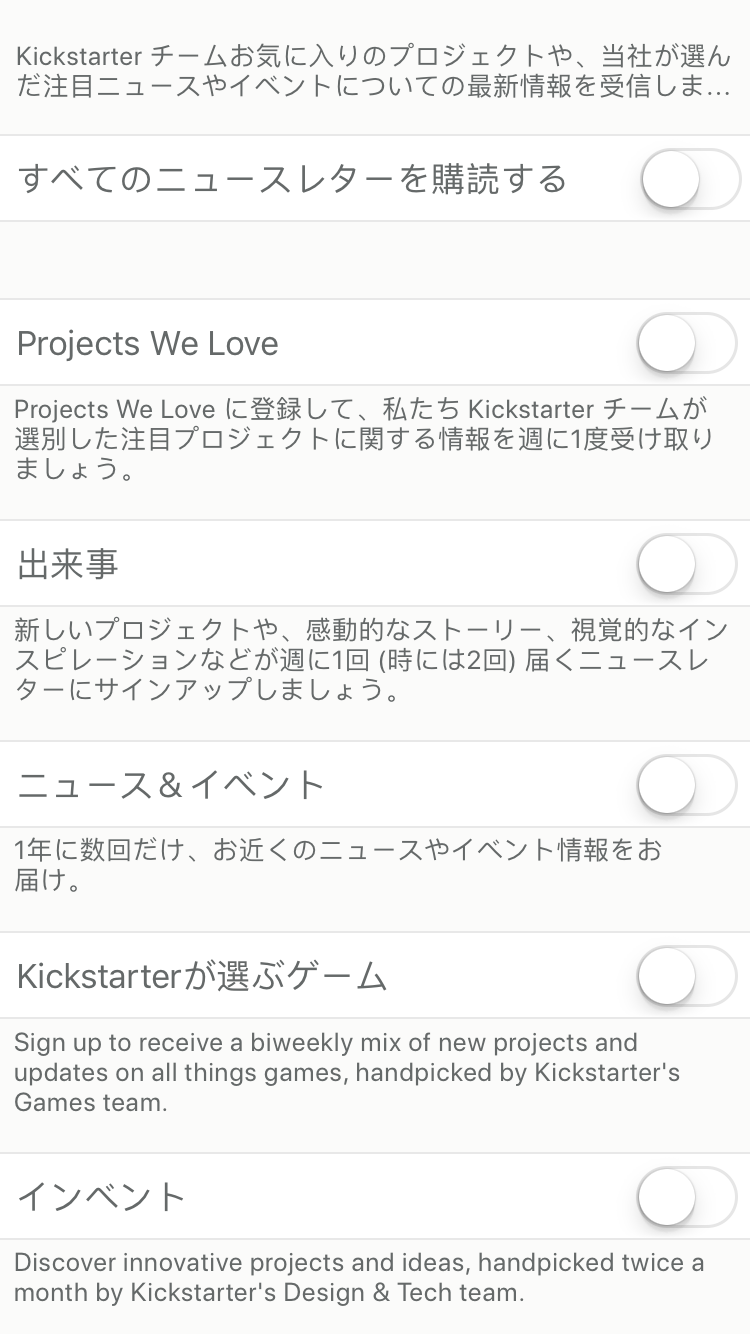 Kickstarter チームお気に入りのプロジェクトや、当社が選ん
だ注目ニュースやイベントについての最新情報を受信しま...
すべてのニュースレターを購読する
Projects We Love
Projects We Love に登録して、私たち Kickstarter チームが
選別した注目プロジェクトに関する情報を週に1度受け取り
ましょう。
出来事
新しいプロジェクトや、感動的なストーリー、視覚的なイン
スピレーションなどが週に1回 (時には2回) 届くニュースレ
ターにサインアップしましょう。
ニュース＆イベント
1年に数回だけ、お近くのニュースやイベント情報をお
届け。
Kickstarterが選ぶゲーム
Sign up to receive a biweekly mix of new projects and
updates on all things games, handpicked by Kickstarter's
Games team.
インベント
Discover innovative projects and ideas, handpicked twice a
month by Kickstarter's Design & Tech team.